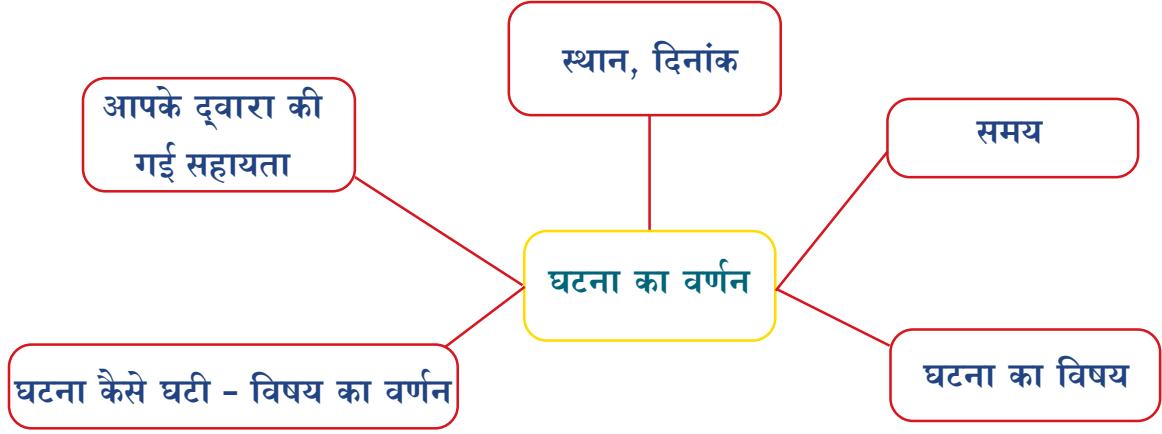 स्थान, दिनांक
आपके द्‌वारा की
गई सहायता
समय
घटना का वर्णन
घटना कैसे घटी - विषय का वर्णन
घटना का विषय